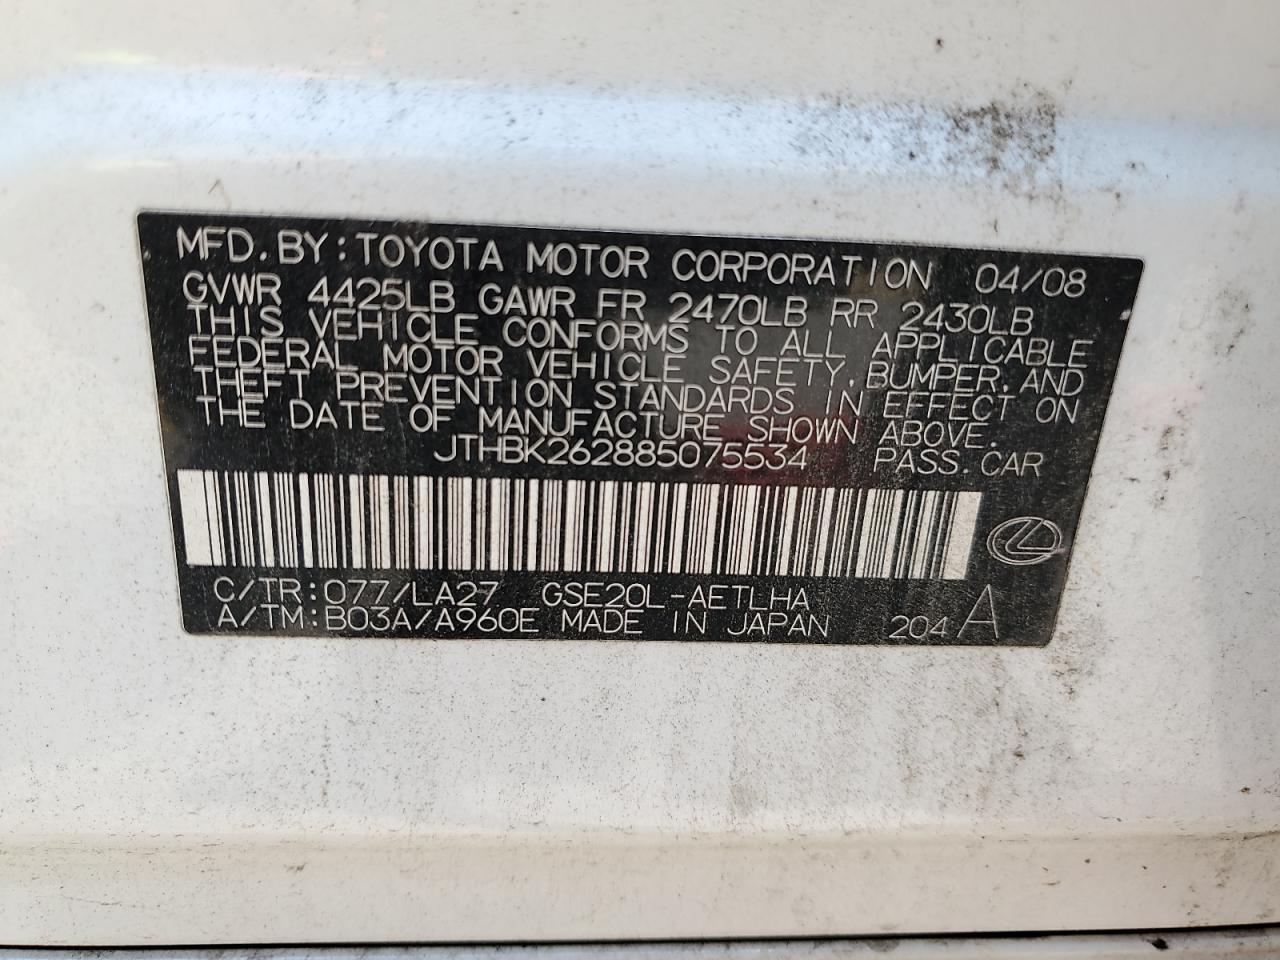 MFD. BY: TOYOTA MOTOR CORPORATION 04/08
GVWR 4425LB GAWR FR 2470LB RR 2430LB
THIS VEHICLE CONFORMS TO ALL APPLICABLE
FEDERAL MOTOR VEHICLE SAFETY, BUMPER, AND
THEFT PREVENTION STANDARDS IN EFFECT ON
THE DATE OF MANUFACTURE SHOWN ABOVE.
JTHBK262885075534 PASS. CAR
C/TR: 077/LA27 GSE20L-AETLHA
A/TM: B03A/A960E MADE IN JAPAN 204 A